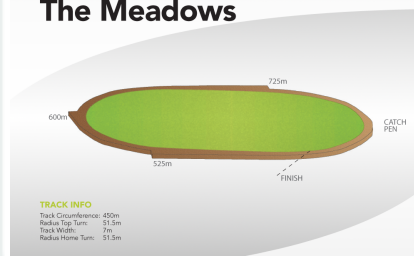 The Meadows
725m
600m
CATCH
PEN
525m
FINISH
TRACK INFO
Track Circumference: 450m
Radius Top Turn: 51.5m
Track Width: 7m
Radius Home Turn: 51.5m